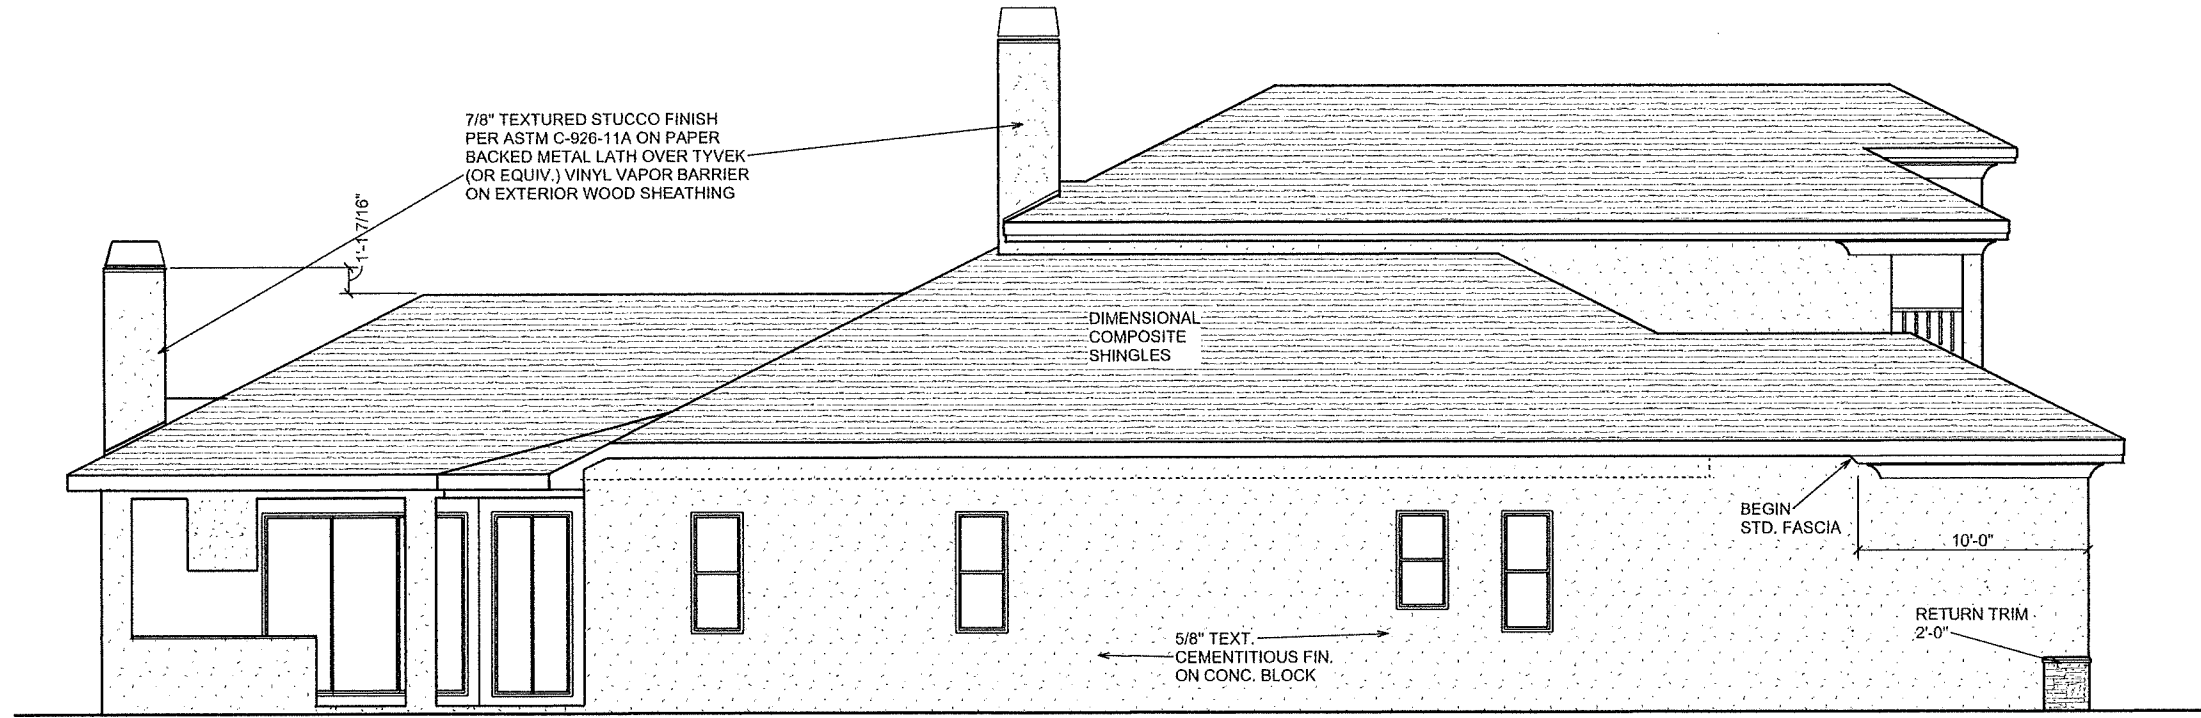 7/8" TEXTURED STUCCO FINISH
PER ASTM C-926-11A ON PAPER
BACKED METAL LATH OVER TYVEK
(OR EQUIV.) VINYL VAPOR BARRIER
ON EXTERIOR WOOD SHEATHING
1'-1 7/16"
DIMENSIONAL
COMPOSITE
SHINGLES
BEGIN
STD. FASCIA
10'-0"
RETURN TRIM
2'-0"
5/8" TEXT.
CEMENTITIOUS FIN.
ON CONC. BLOCK